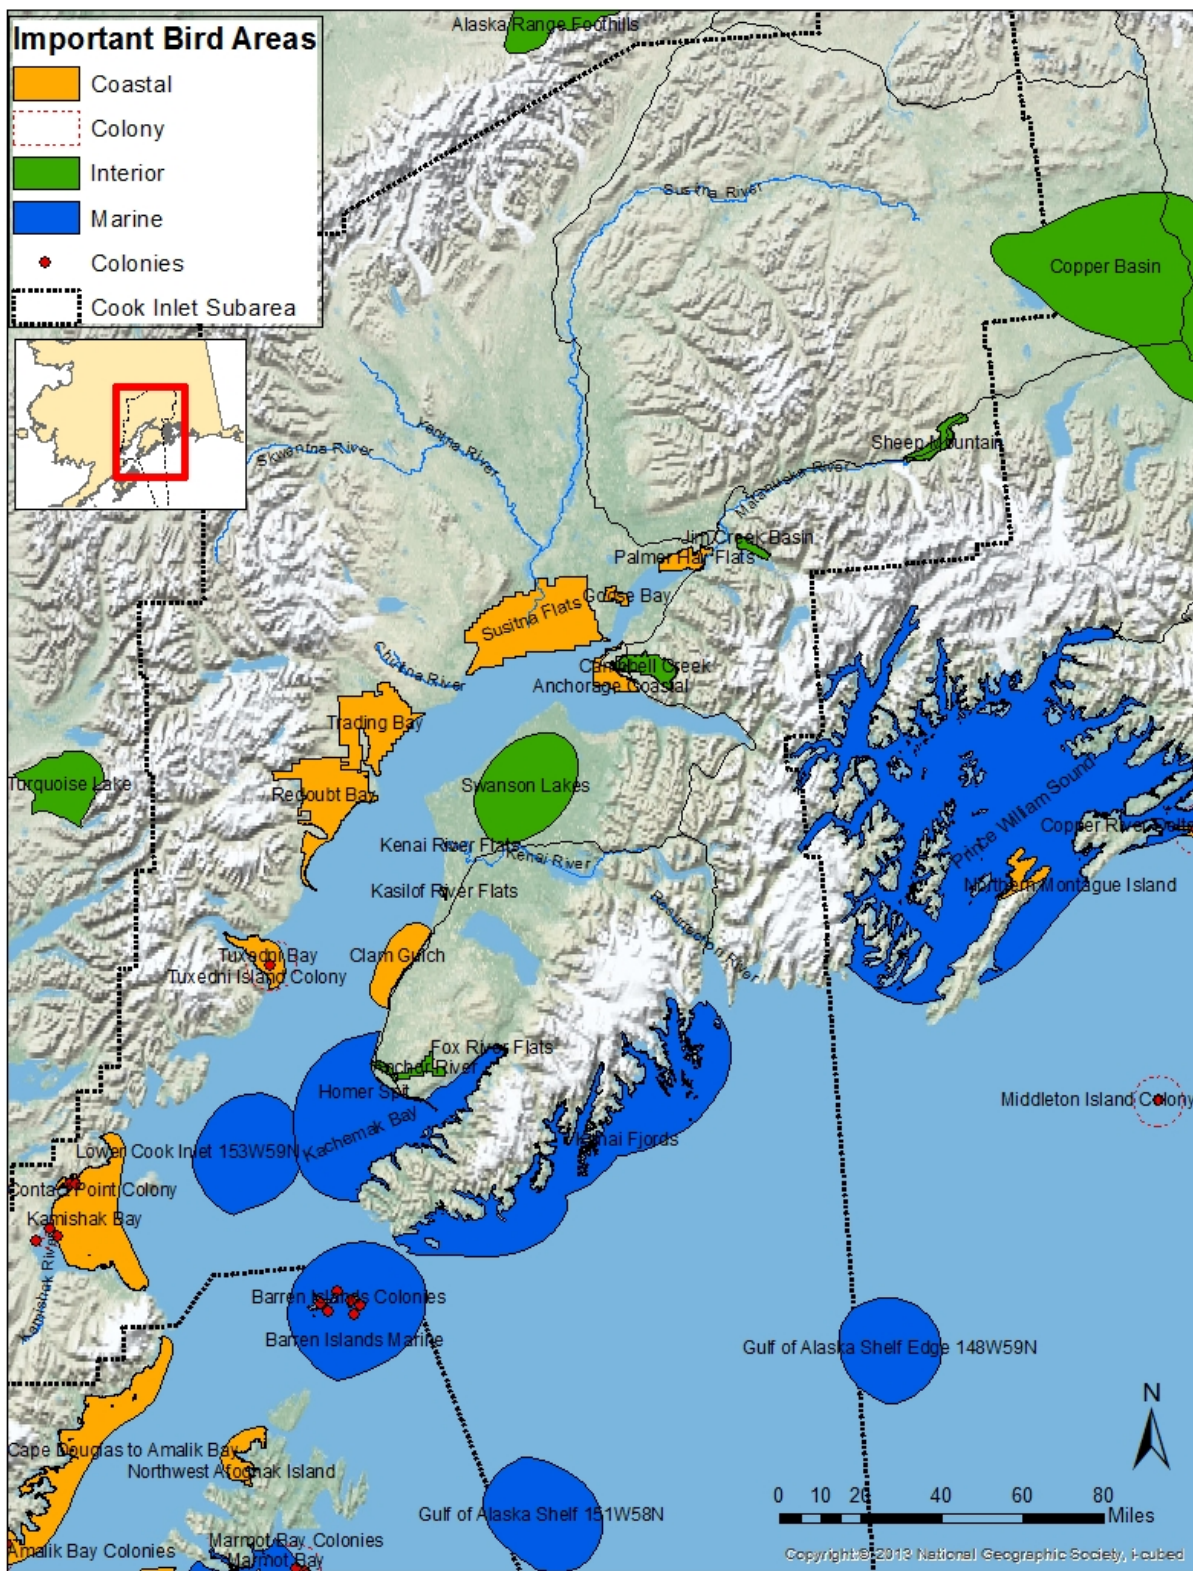 Important Bird Areas
Coastal
Colony
Interior
Marine
Colonies
Cook Inlet Subarea
Alaska Range Foothills
Susitna River
Copper Basin
Sheep Mountain
Yentna River
Skwentna River
Matanuska River
Jim Creek Basin
Palmer Hay Flats
Goose Bay
Susitna Flats
Campbell Creek
Anchorage Coastal
Chuitna River
Trading Bay
Turquoise Lake
Redoubt Bay
Swanson Lakes
Prince William Sound
Copper River Delta
Kenai River Flats
Kenai River
Kasilof River Flats
Northern Montague Island
Resurrection River
Tuxedni Bay
Tuxedni Island Colony
Clam Gulch
Fox River Flats
Anchor River
Homer Spit
Kachemak Bay
Kenai Fjords
Middleton Island Colony
Lower Cook Inlet 153W59N
Contact Point Colony
Kamishak Bay
Kamishak River
Barren Islands Colonies
Barren Islands Marine
Gulf of Alaska Shelf Edge 148W59N
N
Cape Douglas to Amalik Bay
Northwest Afognak Island
Gulf of Alaska Shelf 151W58N
0 10 20 40 60 80
Miles
Marmot Bay Colonies
Amalik Bay Colonies
Marmot Bay
Copyright:© 2013 National Geographic Society, i-cubed